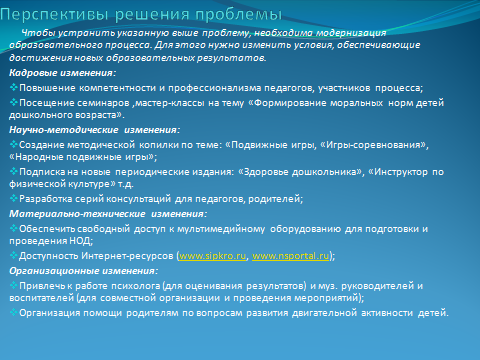 Перспективы решения проблемы
Чтобы устранить указанную выше проблему, необходима модернизация
образовательного процесса. Для этого нужно изменить условия, обеспечивающие
достижения новых образовательных результатов.
Кадровые изменения:
❖Повышение компетентности и профессионализма педагогов, участников процесса;
❖Посещение семинаров ,мастер-классы на тему «Формирование моральных норм детей
дошкольного возраста».
Научно-методические изменения:
❖Создание методической копилки по теме: «Подвижные игры, «Игры-соревнования»,
«Народные подвижные игры»;
❖Подписка на новые периодические издания: «Здоровье дошкольника», «Инструктор по
физической культуре» т.д.
❖Разработка серий консультаций для педагогов, родителей;
Материально-технические изменения:
❖Обеспечить свободный доступ к мультимедийному оборудованию для подготовки и
проведения НОД;
❖Доступность Интернет-ресурсов (www.sipkro.ru, www.nsportal.ru);
Организационные изменения:
❖Привлечь к работе психолога (для оценивания результатов) и муз. руководителей и
воспитателей (для совместной организации и проведения мероприятий);
❖Организация помощи родителям по вопросам развития двигательной активности детей.